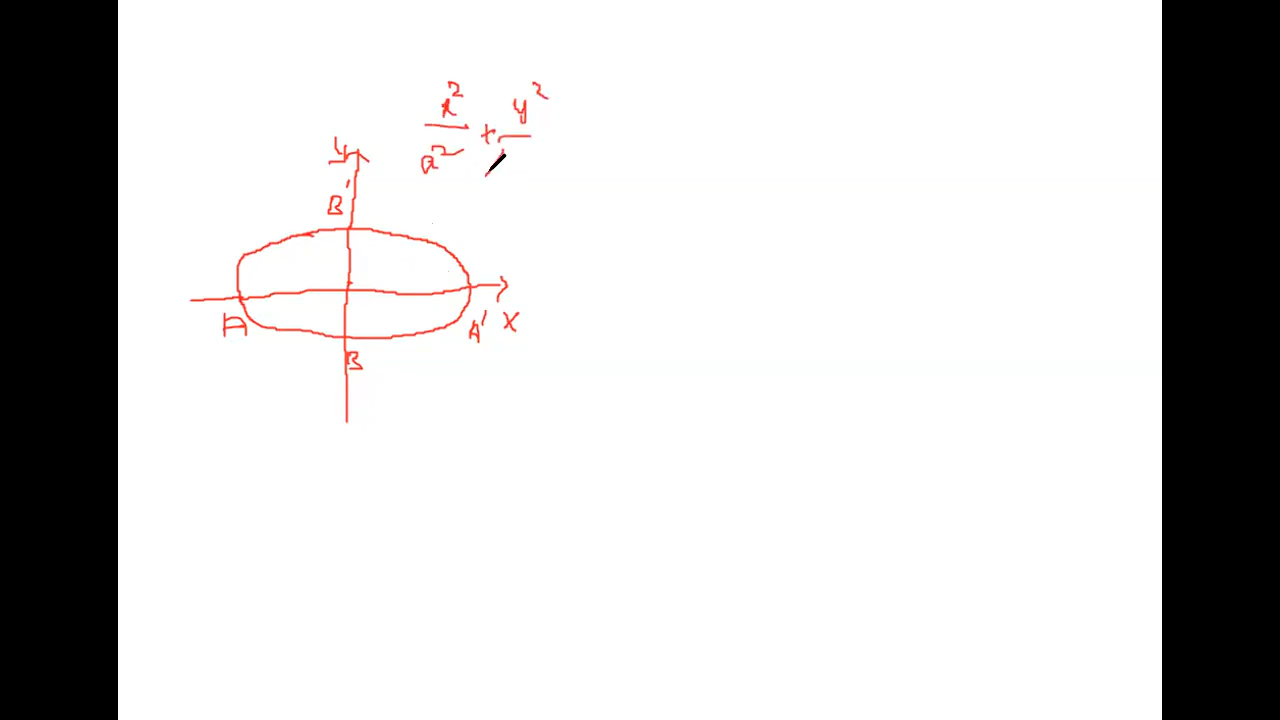 x² / a² + y² /
y
B'
A
A' X
B